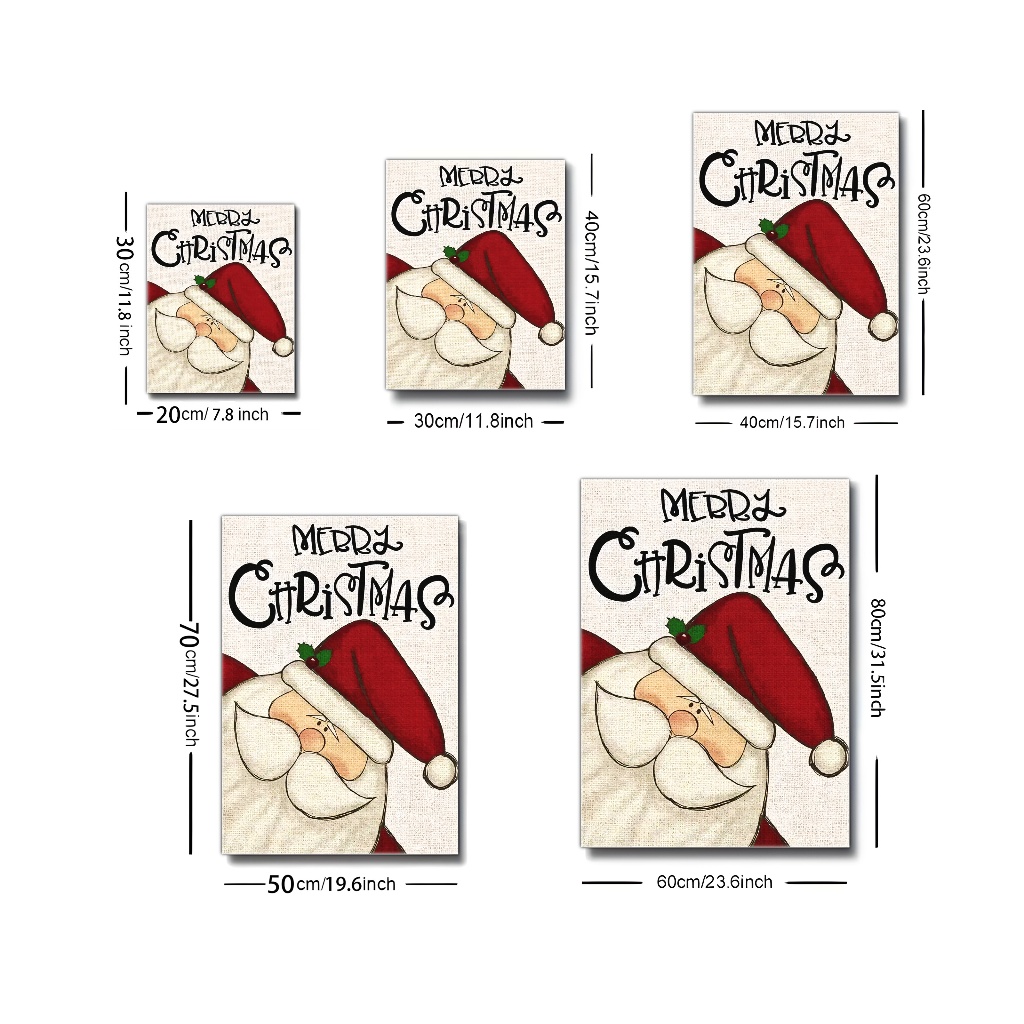 MERRY
CHRISTMAS
30cm/11.8 inch
20cm/ 7.8 inch
MERRY
CHRISTMAS
40cm/15.7inch
30cm/11.8inch
MERRY
CHRISTMAS
60cm/23.6inch
40cm/15.7inch
MERRY
CHRISTMAS
70cm/27.5inch
50cm/19.6inch
MERRY
CHRISTMAS
80cm/31.5inch
60cm/23.6inch